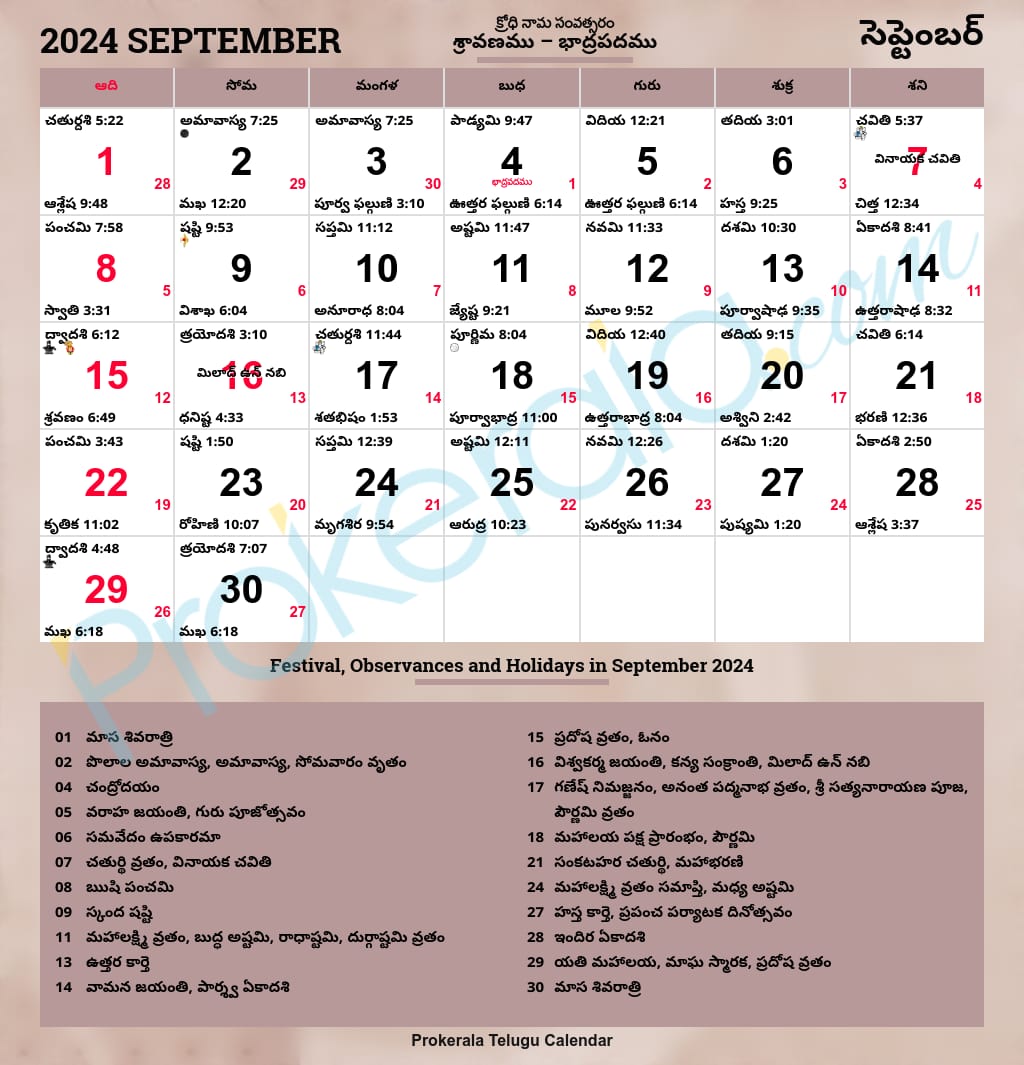 2024 SEPTEMBER
క్రోధి నామ సంవత్సరం
శ్రావణము – భాద్రపదము
సెప్టెంబర్
ఆది సోమ మంగళ బుధ గురు శుక్ర శని
చతుర్దశి 5:22 అమావాస్య 7:25 అమావాస్య 7:25 పాడ్యమి 9:47 విదియ 12:21 తదియ 3:01 చవితి 5:37
1 2 3 4 5 6 7
వినాయక చవితి
భాద్రపదము
28 29 30 1 2 3 4
ఆశ్లేష 9:48 మఖ 12:20 పూర్వ ఫల్గుణి 3:10 ఊత్తర ఫల్గుణి 6:14 ఊత్తర ఫల్గుణి 6:14 హస్త 9:25 చిత్త 12:34
పంచమి 7:58 షష్టి 9:53 సప్తమి 11:12 అష్టమి 11:47 నవమి 11:33 దశమి 10:30 ఏకాదశి 8:41
8 9 10 11 12 13 14
5 6 7 8 9 10 11
స్వాతి 3:31 విశాఖ 6:04 అనూరాధ 8:04 జ్యేష్ట 9:21 మూల 9:52 పూర్వాషాఢ 9:35 ఉత్తరాషాఢ 8:32
ద్వాదశి 6:12 త్రయోదశి 3:10 చతుర్దశి 11:44 పూర్ణిమ 8:04 విదియ 12:40 తదియ 9:15 చవితి 6:14
15 16 17 18 19 20 21
మిలాద్ ఉన్ నబి
12 13 14 15 16 17 18
శ్రవణం 6:49 ధనిష్ట 4:33 శతభిషం 1:53 పూర్వాభాద్ర 11:00 ఉత్తరాభాద్ర 8:04 అశ్విని 2:42 భరణి 12:36
పంచమి 3:43 షష్టి 1:50 సప్తమి 12:39 అష్టమి 12:11 నవమి 12:26 దశమి 1:20 ఏకాదశి 2:50
22 23 24 25 26 27 28
19 20 21 22 23 24 25
కృతిక 11:02 రోహిణి 10:07 మృగశిర 9:54 ఆరుద్ర 10:23 పునర్వసు 11:34 పుష్యమి 1:20 ఆశ్లేష 3:37
ద్వాదశి 4:48 త్రయోదశి 7:07
29 30
26 27
మఖ 6:18 మఖ 6:18
Prokerala.com
Festival, Observances and Holidays in September 2024
01 మాస శివరాత్రి
02 పొలాల అమావాస్య, అమావాస్య, సోమవారం వృతం
04 చంద్రోదయం
05 వరాహ జయంతి, గురు పూజోత్సవం
06 సమవేదం ఉపకారమా
07 చతుర్థి వ్రతం, వినాయక చవితి
08 ఋషి పంచమి
09 స్కంద షష్టి
11 మహాలక్ష్మి వ్రతం, బుద్ధ అష్టమి, రాధాష్టమి, దుర్గాష్టమి వ్రతం
13 ఉత్తర కార్తె
14 వామన జయంతి, పార్శ్వ ఏకాదశి
15 ప్రదోష వ్రతం, ఓనం
16 విశ్వకర్మ జయంతి, కన్య సంక్రాంతి, మిలాద్ ఉన్ నబి
17 గణేష్ నిమజ్జనం, అనంత పద్మనాభ వ్రతం, శ్రీ సత్యనారాయణ పూజ,
పౌర్ణమి వ్రతం
18 మహాలయ పక్ష ప్రారంభం, పౌర్ణమి
21 సంకటహర చతుర్థి, మహాభరణి
24 మహాలక్ష్మి వ్రతం సమాప్తి, మధ్య అష్టమి
27 హస్త కార్తె, ప్రపంచ పర్యాటక దినోత్సవం
28 ఇందిర ఏకాదశి
29 యతి మహాలయ, మాఘ స్మారక, ప్రదోష వ్రతం
30 మాస శివరాత్రి
Prokerala Telugu Calendar